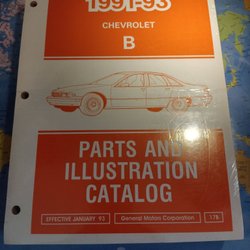 1991-93
CHEVROLET
B
PARTS AND
ILLUSTRATION
CATALOG
EFFECTIVE JANUARY 93 General Motors Corporation 17B